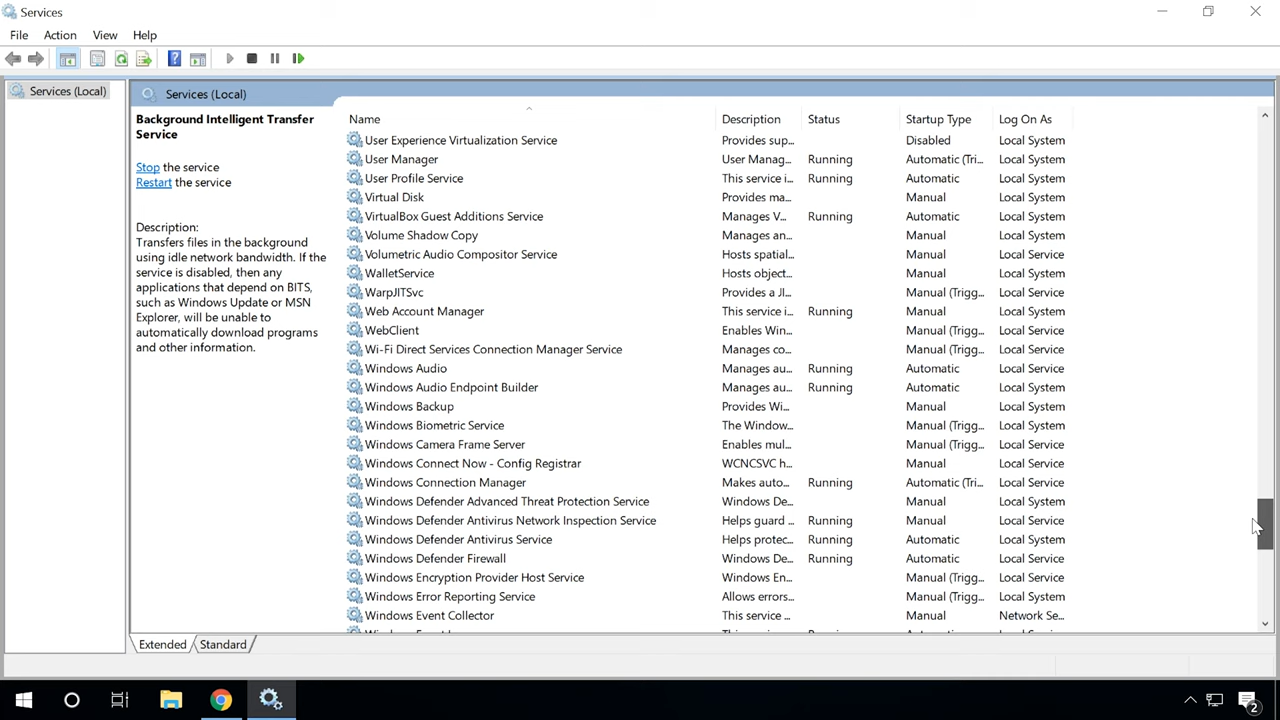 Services
File Action View Help
Services (Local)
Services (Local)
Background Intelligent Transfer
Service
Stop the service
Restart the service
Description:
Transfers files in the background
using idle network bandwidth. If the
service is disabled, then any
applications that depend on BITS,
such as Windows Update or MSN
Explorer, will be unable to
automatically download programs
and other information.
Name Description Status Startup Type Log On As
User Experience Virtualization Service Provides sup... Disabled Local System
User Manager User Manag... Running Automatic (Tri... Local System
User Profile Service This service i... Running Automatic Local System
Virtual Disk Provides ma... Manual Local System
VirtualBox Guest Additions Service Manages V... Running Automatic Local System
Volume Shadow Copy Manages an... Manual Local System
Volumetric Audio Compositor Service Hosts spatial... Manual Local Service
WalletService Hosts object... Manual Local System
WarpJITSvc Provides a JI... Manual (Trigg... Local Service
Web Account Manager This service i... Running Manual Local System
WebClient Enables Win... Manual (Trigg... Local Service
Wi-Fi Direct Services Connection Manager Service Manages co... Manual (Trigg... Local Service
Windows Audio Manages au... Running Automatic Local Service
Windows Audio Endpoint Builder Manages au... Running Automatic Local System
Windows Backup Provides Wi... Manual Local System
Windows Biometric Service The Window... Manual (Trigg... Local System
Windows Camera Frame Server Enables mul... Manual (Trigg... Local Service
Windows Connect Now - Config Registrar WCNCSVC h... Manual Local Service
Windows Connection Manager Makes auto... Running Automatic (Tri... Local Service
Windows Defender Advanced Threat Protection Service Windows De... Manual Local System
Windows Defender Antivirus Network Inspection Service Helps guard ... Running Manual Local Service
Windows Defender Antivirus Service Helps protec... Running Automatic Local System
Windows Defender Firewall Windows De... Running Automatic Local Service
Windows Encryption Provider Host Service Windows En... Manual (Trigg... Local Service
Windows Error Reporting Service Allows errors... Manual (Trigg... Local System
Windows Event Collector This service ... Manual Network Se...
Extended Standard
2